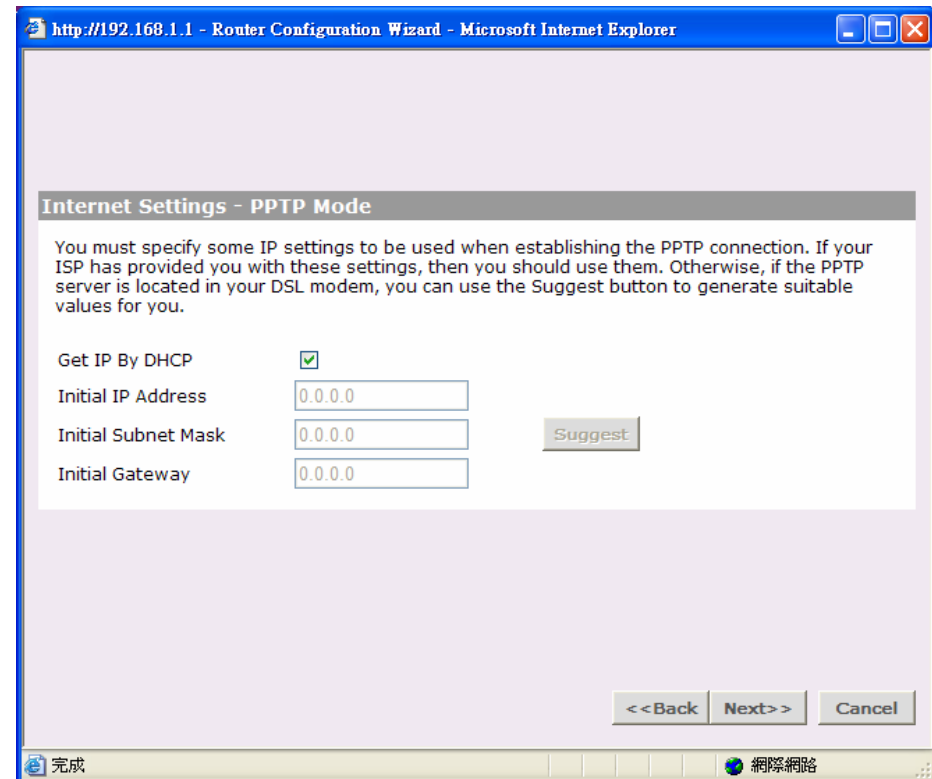 http://192.168.1.1 - Router Configuration Wizard - Microsoft Internet Explorer
Internet Settings - PPTP Mode
You must specify some IP settings to be used when establishing the PPTP connection. If your
ISP has provided you with these settings, then you should use them. Otherwise, if the PPTP
server is located in your DSL modem, you can use the Suggest button to generate suitable
values for you.
Get IP By DHCP
Initial IP Address 0.0.0.0
Initial Subnet Mask 0.0.0.0 Suggest
Initial Gateway 0.0.0.0
<<Back Next>> Cancel
完成 網際網路